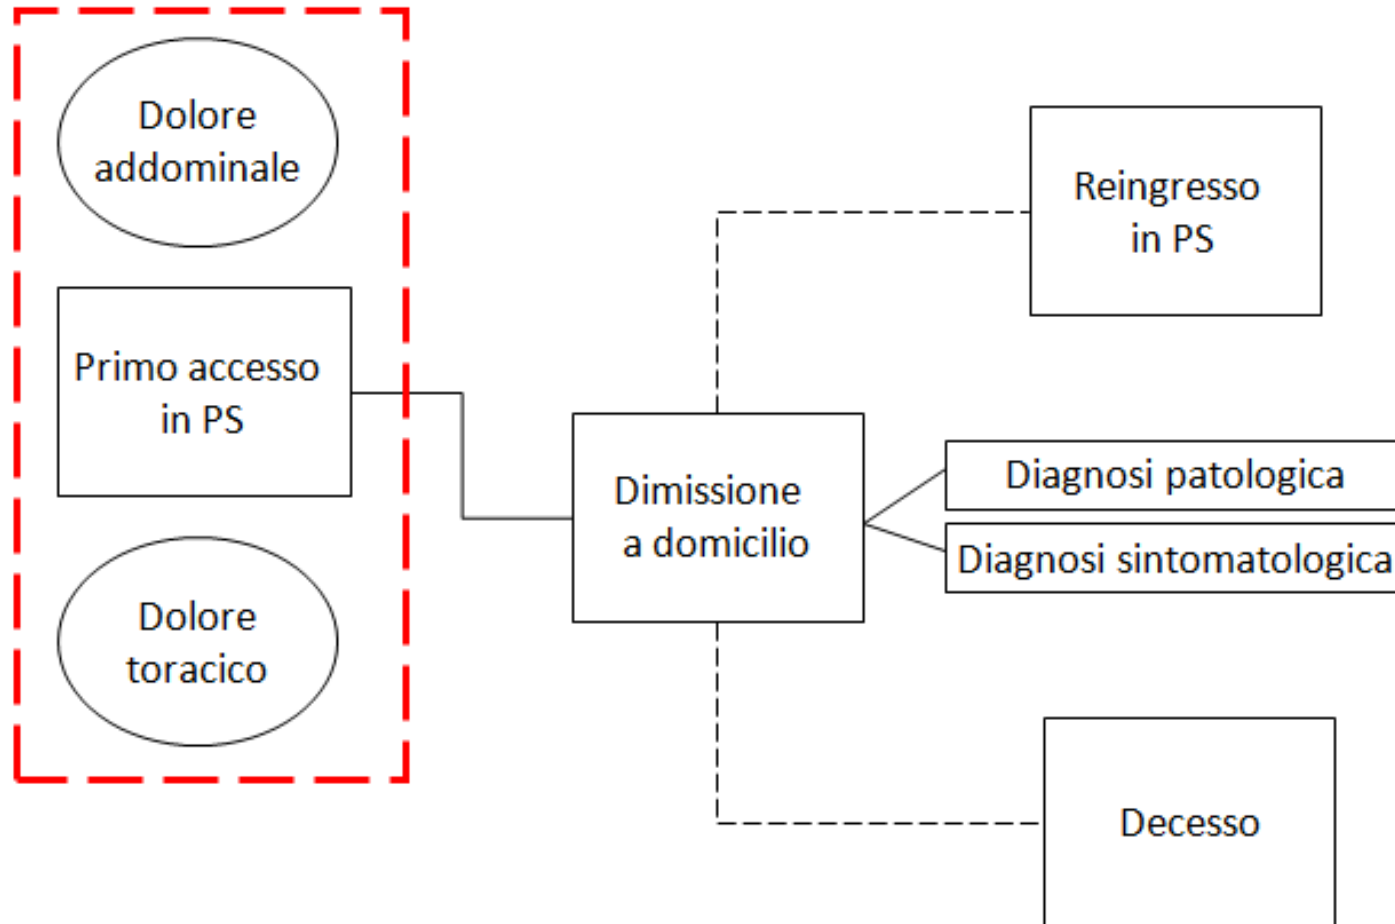 Dolore
addominale
Primo accesso
in PS
Dolore
toracico
Dimissione
a domicilio
Reingresso
in PS
Diagnosi patologica
Diagnosi sintomatologica
Decesso